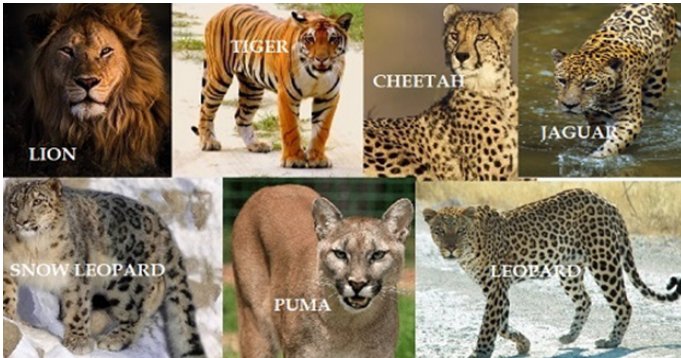 LION
TIGER
CHEETAH
JAGUAR
SNOW LEOPARD
PUMA
LEOPARD